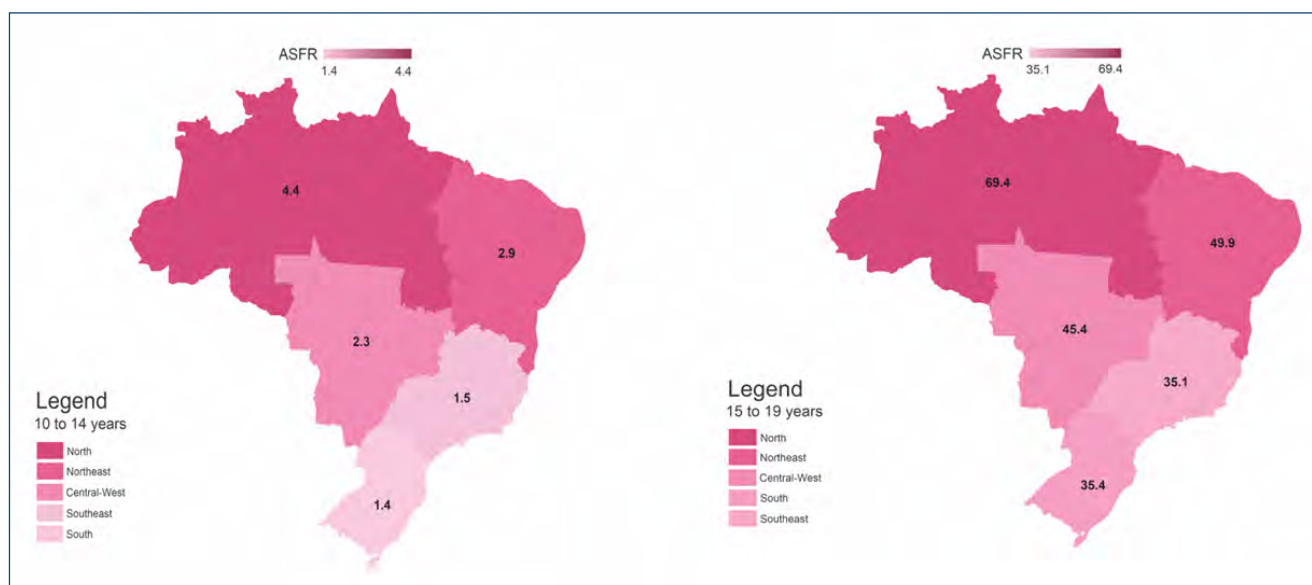 ASFR
1.4 4.4
4.4
2.9
2.3
1.5
1.4
Legend
10 to 14 years
North
Northeast
Central-West
Southeast
South
ASFR
35.1 69.4
69.4
49.9
45.4
35.1
35.4
Legend
15 to 19 years
North
Northeast
Central-West
South
Southeast